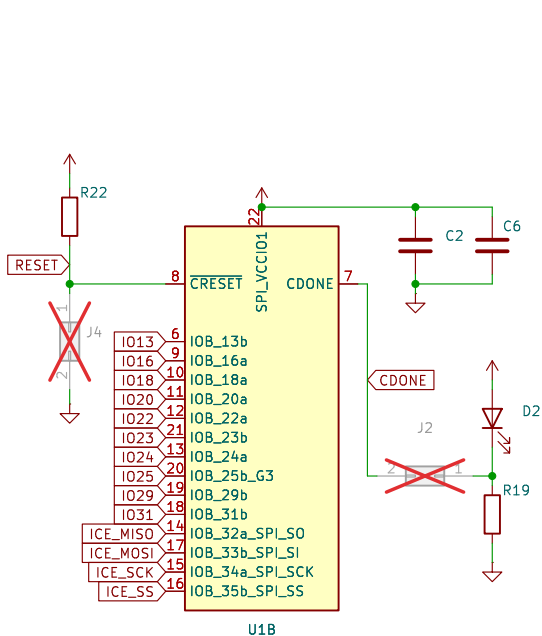 R22
RESET
22
C2
C6
SPI_VCCIO1
8
CRESET
CDONE
7
1
J4
2
6
IO13
IOB_13b
9
IO16
IOB_16a
10
IO18
IOB_18a
CDONE
11
IO20
IOB_20a
12
IO22
IOB_22a
D2
21
IO23
IOB_23b
J2
13
IO24
IOB_24a
20
IO25
IOB_25b_G3
2
1
19
IO29
IOB_29b
R19
18
IO31
IOB_31b
14
ICE_MISO
IOB_32a_SPI_SO
17
ICE_MOSI
IOB_33b_SPI_SI
15
ICE_SCK
IOB_34a_SPI_SCK
16
ICE_SS
IOB_35b_SPI_SS
U1B